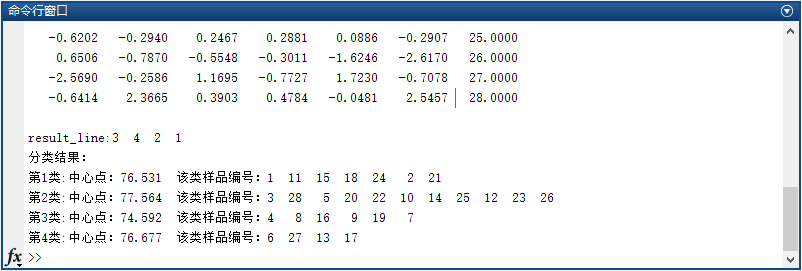 命令行窗口
-0.6202 -0.2940 0.2467 0.2881 0.0886 -0.2907 25.0000
0.6506 -0.7870 -0.5548 -0.3011 -1.6246 -2.6170 26.0000
-2.5690 -0.2586 1.1695 -0.7727 1.7230 -0.7078 27.0000
-0.6414 2.3665 0.3903 0.4784 -0.0481 2.5457 28.0000
result_line:3 4 2 1
分类结果:
第1类:中心点: 76.531 该类样品编号: 1 11 15 18 24 2 21
第2类:中心点: 77.564 该类样品编号: 3 28 5 20 22 10 14 25 12 23 26
第3类:中心点: 74.592 该类样品编号: 4 8 16 9 19 7
第4类:中心点: 76.677 该类样品编号: 6 27 13 17
fx >>